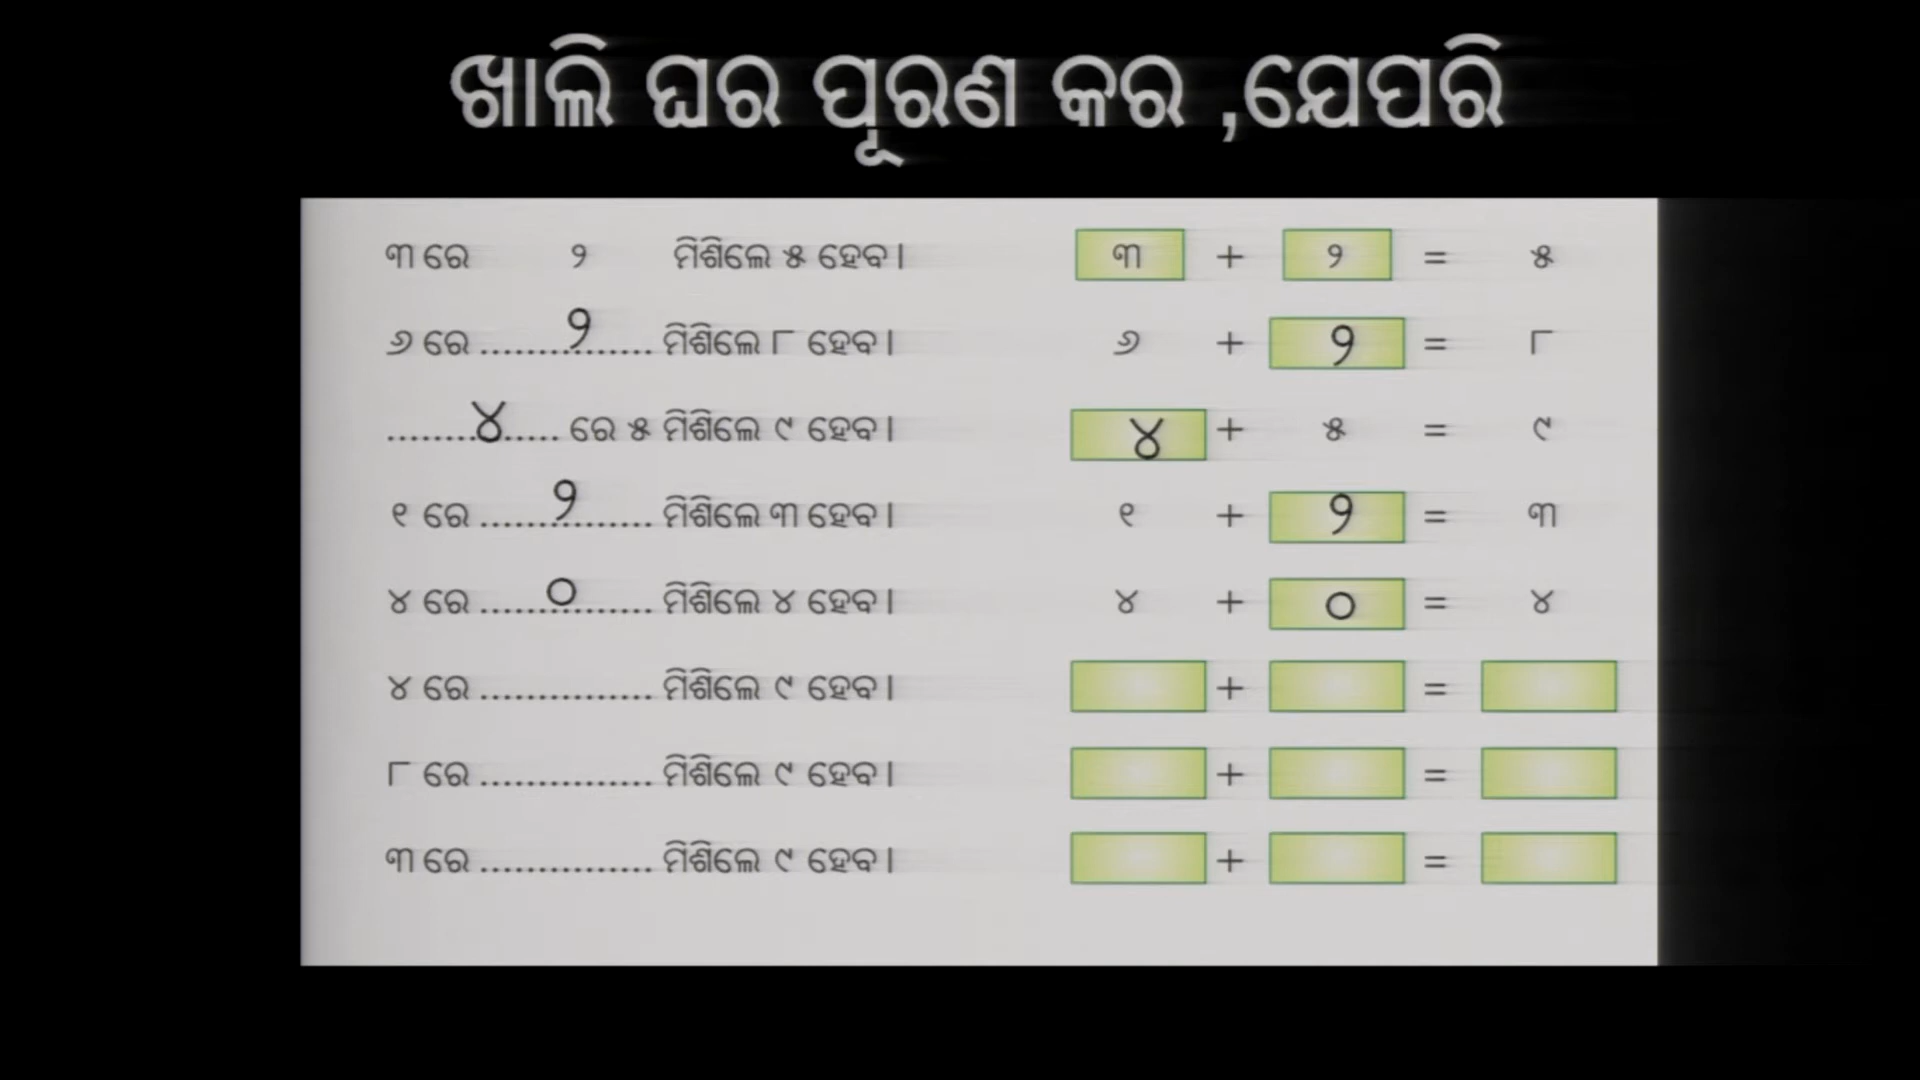 ଖାଲି ଘର ପୂରଣ କର ,ଯେପରି
୩ ରେ ୨ ମିଶିଲେ ୫ ହେବ। ୩ + ୨ = ୫
୬ ରେ ............... ୨ ମିଶିଲେ ୮ ହେବ। ୬ + ୨ = ୮
............... ୪ ରେ ୫ ମିଶିଲେ ୯ ହେବ। ୪ + ୫ = ୯
୧ ରେ ............... ୨ ମିଶିଲେ ୩ ହେବ। ୧ + ୨ = ୩
୪ ରେ ............... ୦ ମିଶିଲେ ୪ ହେବ। ୪ + ୦ = ୪
୪ ରେ ............... ମିଶିଲେ ୯ ହେବ। + =
୮ ରେ ............... ମିଶିଲେ ୯ ହେବ। + =
୩ ରେ ............... ମିଶିଲେ ୯ ହେବ। + =